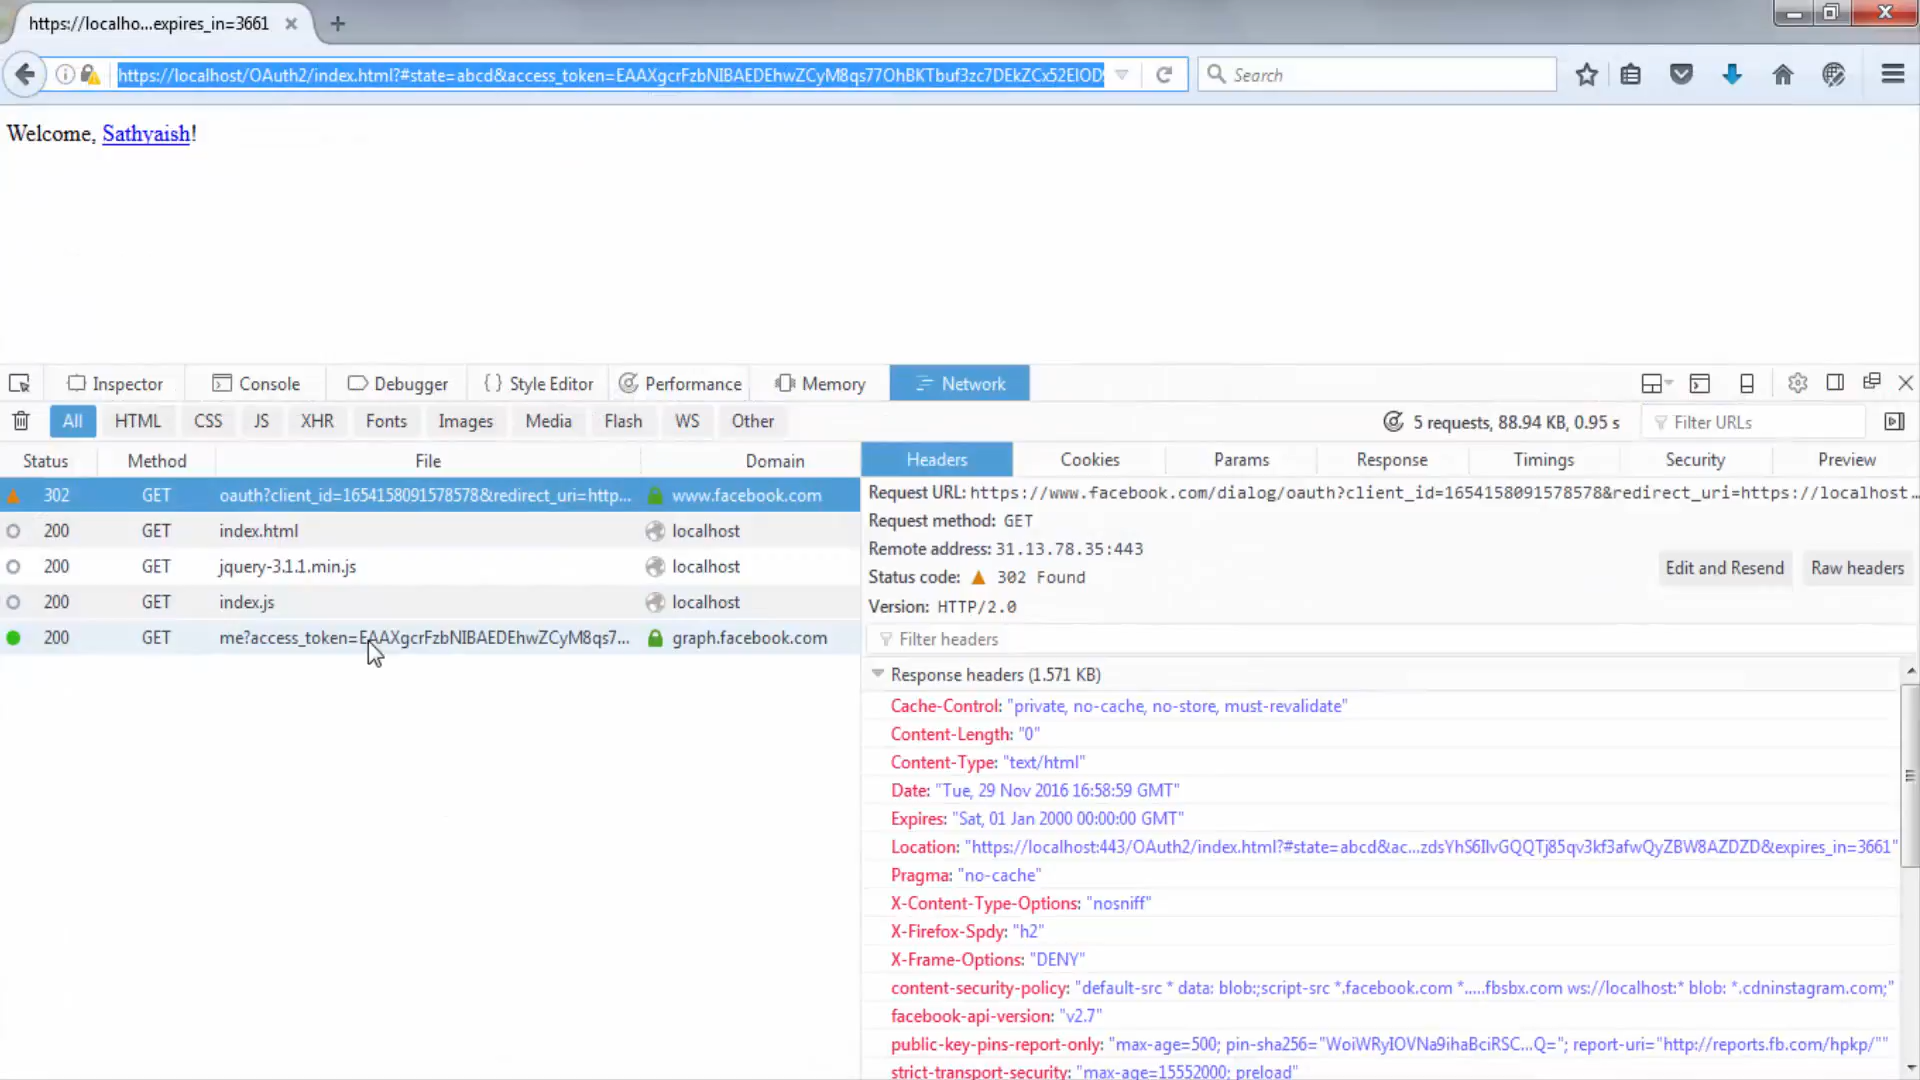 https://localho...expires_in=3661
https://localhost/OAuth2/index.html?#state=abcd&access_token=EAAXgcrFzbNIBAEDEhwZCyM8qs77OhBKTbuf3zc7DEkZCx52ElOD
Search
Welcome, Sathyaish!
Inspector Console Debugger { } Style Editor Performance Memory Network
All HTML CSS JS XHR Fonts Images Media Flash WS Other 5 requests, 88.94 KB, 0.95 s Filter URLs
Status Method File Domain
302 GET oauth?client_id=1654158091578578&redirect_uri=http... www.facebook.com
200 GET index.html localhost
200 GET jquery-3.1.1.min.js localhost
200 GET index.js localhost
200 GET me?access_token=EAAXgcrFzbNIBAEDEhwZCyM8qs7... graph.facebook.com
Headers Cookies Params Response Timings Security Preview
Request URL: https://www.facebook.com/dialog/oauth?client_id=1654158091578578&redirect_uri=https://localhost...
Request method: GET
Remote address: 31.13.78.35:443
Status code: 302 Found
Edit and Resend Raw headers
Version: HTTP/2.0
Filter headers
Response headers (1.571 KB)
Cache-Control: "private, no-cache, no-store, must-revalidate"
Content-Length: "0"
Content-Type: "text/html"
Date: "Tue, 29 Nov 2016 16:58:59 GMT"
Expires: "Sat, 01 Jan 2000 00:00:00 GMT"
Location: "https://localhost:443/OAuth2/index.html?#state=abcd&ac...zdsYhS6IlvGQQTj85qv3kf3afwQyZBW8AZDZD&expires_in=3661"
Pragma: "no-cache"
X-Content-Type-Options: "nosniff"
X-Firefox-Spdy: "h2"
X-Frame-Options: "DENY"
content-security-policy: "default-src * data: blob:;script-src *.facebook.com *.....fbsbx.com ws://localhost:* blob: *.cdninstagram.com;"
facebook-api-version: "v2.7"
public-key-pins-report-only: "max-age=500; pin-sha256="WoiWRyIOVNa9ihaBciRSC...Q="; report-uri="http://reports.fb.com/hpkp/""
strict-transport-security: "max-age=15552000; preload"